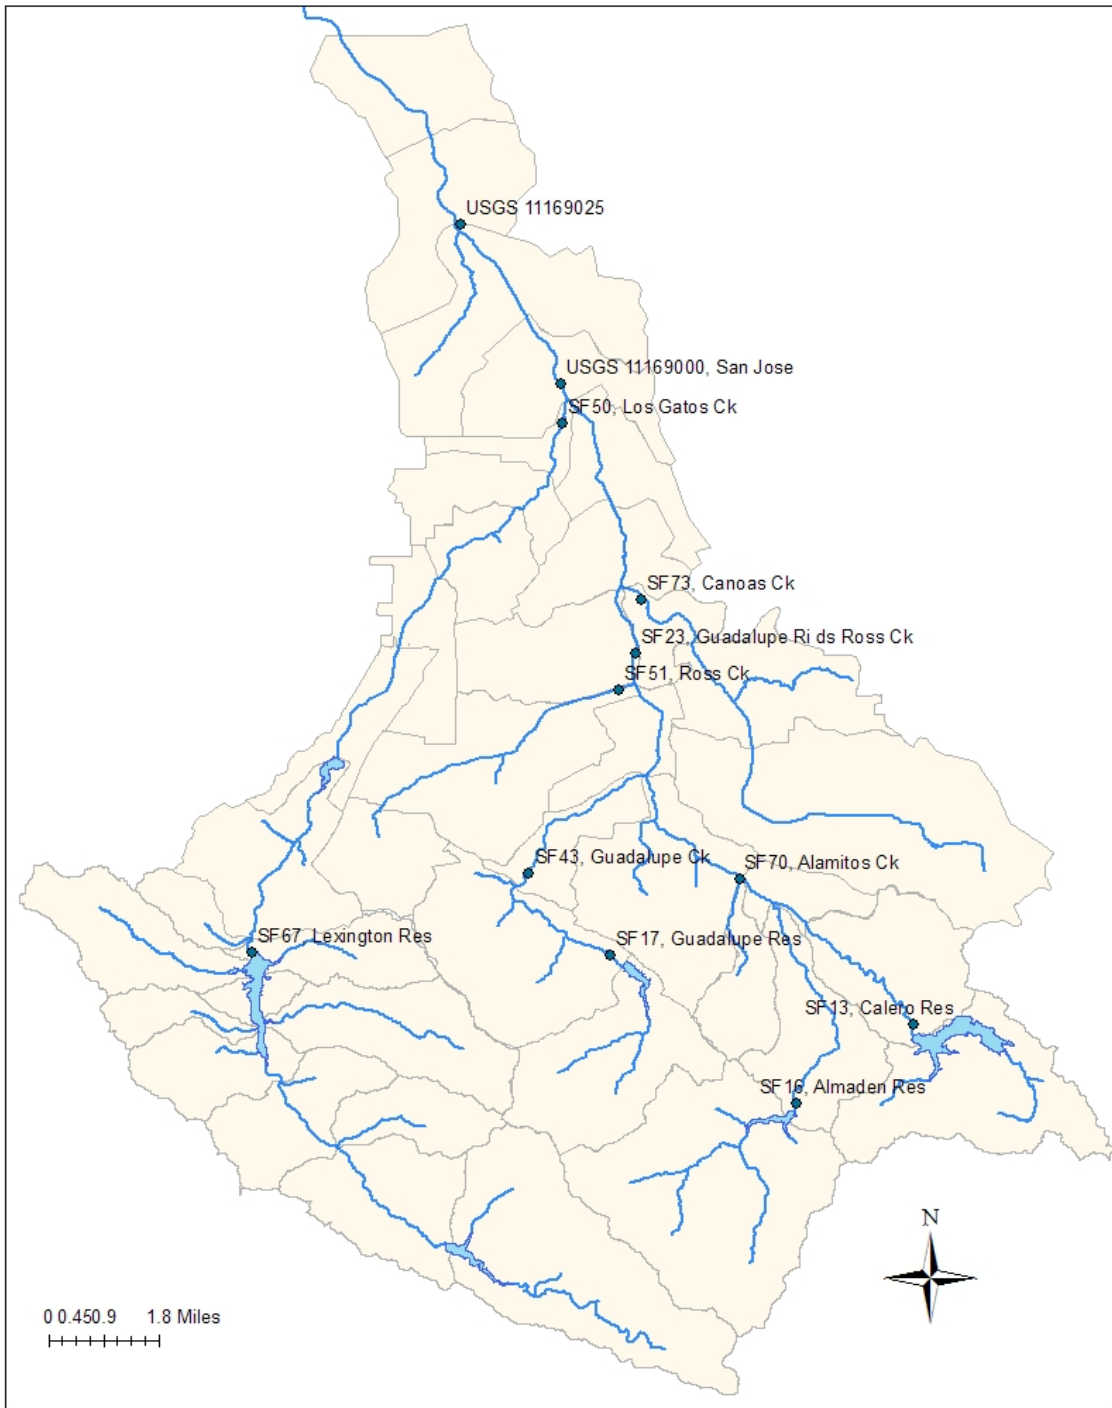 USGS 11169025
USGS 11169000, San Jose
SF50, Los Gatos Ck
SF73, Canoas Ck
SF23, Guadalupe Ri ds Ross Ck
SF51, Ross Ck
SF43, Guadalupe Ck
SF70, Alamitos Ck
SF67, Lexington Res
SF17, Guadalupe Res
SF13, Calero Res
SF16, Almaden Res
N
0 0.450.9 1.8 Miles